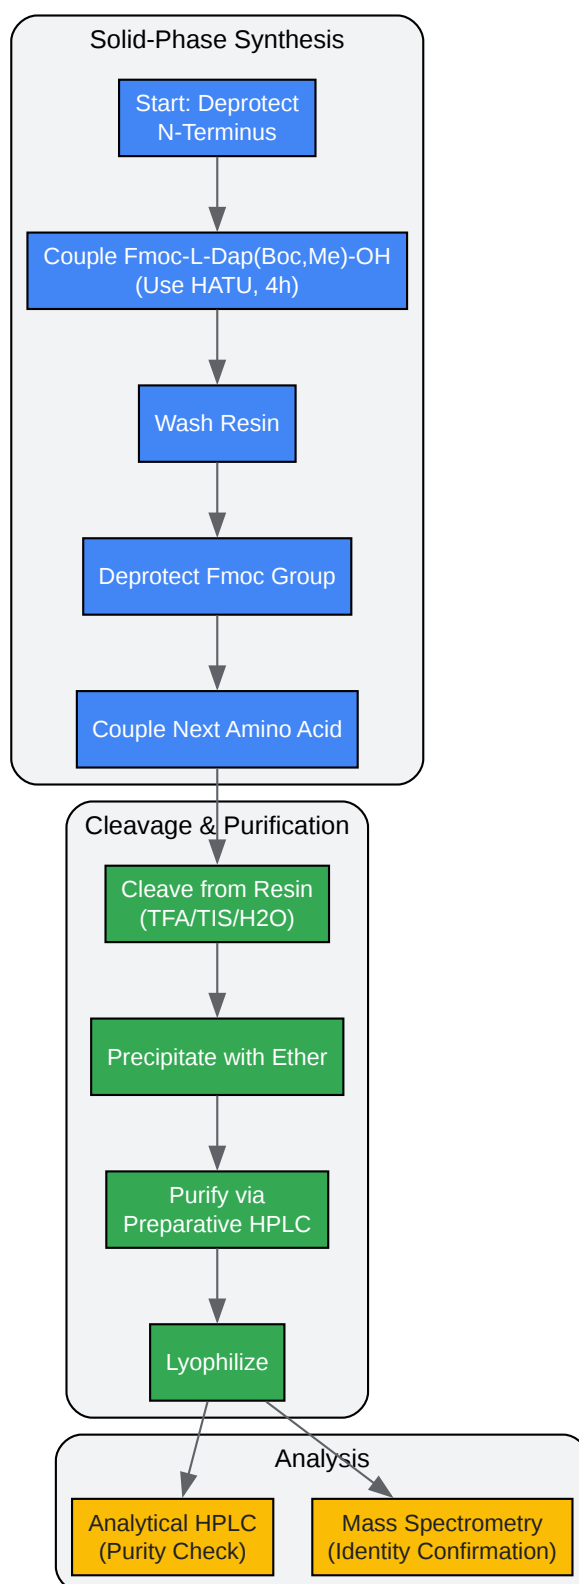 Solid-Phase Synthesis
Start: Deprotect
N-Terminus
Couple Fmoc-L-Dap(Boc,Me)-OH
(Use HATU, 4h)
Wash Resin
Deprotect Fmoc Group
Couple Next Amino Acid
Cleavage & Purification
Cleave from Resin
(TFA/TIS/H2O)
Precipitate with Ether
Purify via
Preparative HPLC
Lyophilize
Analysis
Analytical HPLC
(Purity Check)
Mass Spectrometry
(Identity Confirmation)